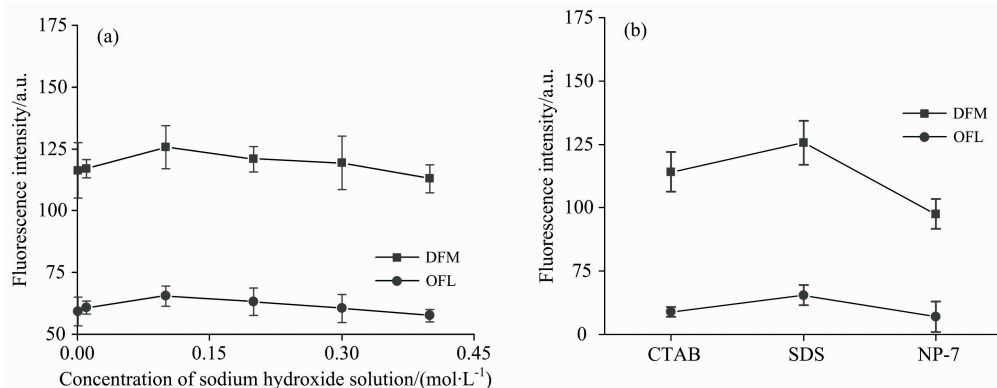 (a)
Fluorescence intensity/a.u.
175
150
125
100
75
50
0.00
0.15
0.30
0.45
DFM
OFL
Concentration of sodium hydroxide solution/(mol·L⁻¹)
(b)
Fluorescence intensity/a.u.
175
150
125
100
75
0
CTAB
SDS
NP-7
DFM
OFL